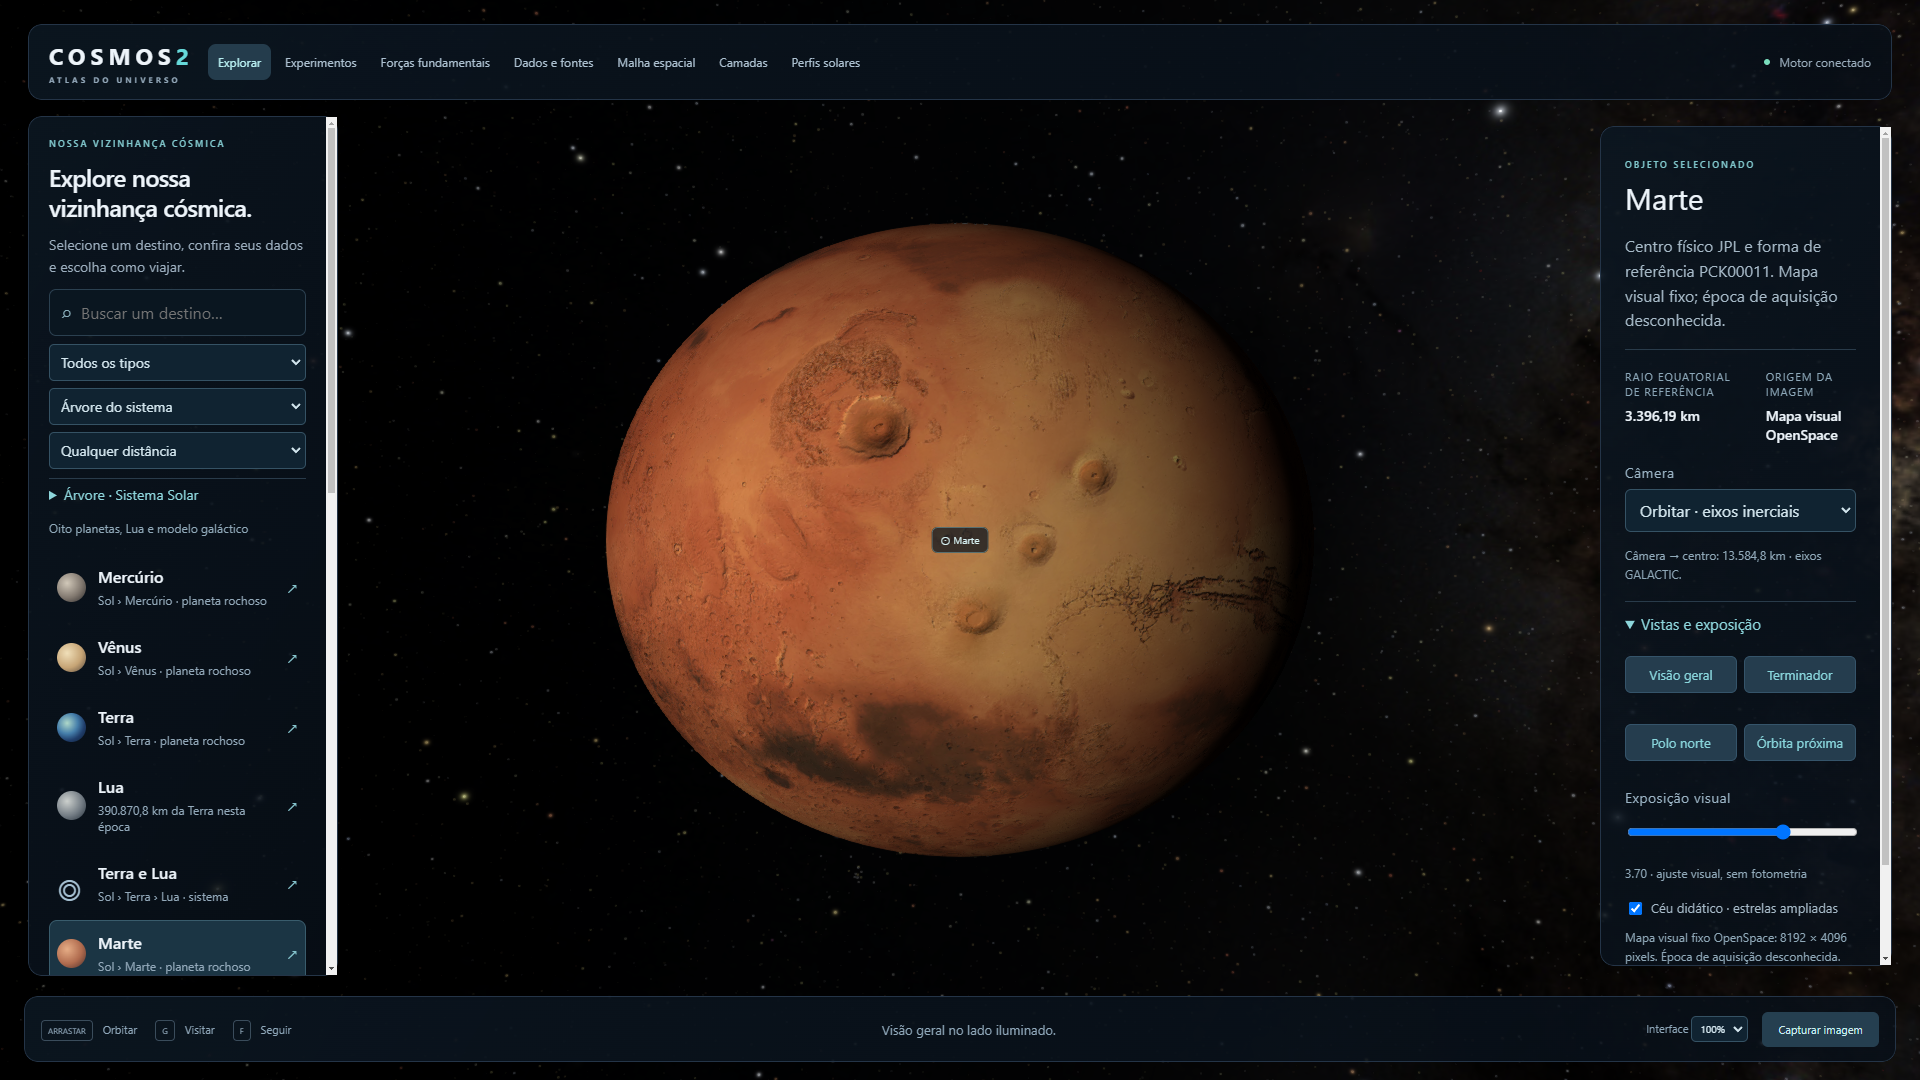 COSMOS2
ATLAS DO UNIVERSO
Explorar
Experimentos
Forças fundamentais
Dados e fontes
Malha espacial
Camadas
Perfis solares
Motor conectado
NOSSA VIZINHANÇA CÓSMICA
Explore nossa
vizinhança cósmica.
Selecione um destino, confira seus dados
e escolha como viajar.
Buscar um destino...
Todos os tipos
Árvore do sistema
Qualquer distância
Árvore · Sistema Solar
Oito planetas, Lua e modelo galáctico
Mercúrio
Sol › Mercúrio · planeta rochoso
Vênus
Sol › Vênus · planeta rochoso
Terra
Sol › Terra · planeta rochoso
Lua
390.870,8 km da Terra nesta
época
Terra e Lua
Sol › Terra › Lua · sistema
Marte
Sol › Marte · planeta rochoso
Marte
OBJETO SELECIONADO
Marte
Centro físico JPL e forma de
referência PCK00011. Mapa
visual fixo; época de aquisição
desconhecida.
RAIO EQUATORIAL
DE REFERÊNCIA
3.396,19 km
ORIGEM DA
IMAGEM
Mapa visual
OpenSpace
Câmera
Orbitar · eixos inerciais
Câmera → centro: 13.584,8 km · eixos
GALACTIC.
Vistas e exposição
Visão geral
Terminador
Polo norte
Órbita próxima
Exposição visual
3.70 · ajuste visual, sem fotometria
Céu didático · estrelas ampliadas
Mapa visual fixo OpenSpace: 8192 × 4096
pixels. Época de aquisição desconhecida.
ARRASTAR Orbitar
G Visitar
F Seguir
Visão geral no lado iluminado.
Interface 100%
Capturar imagem